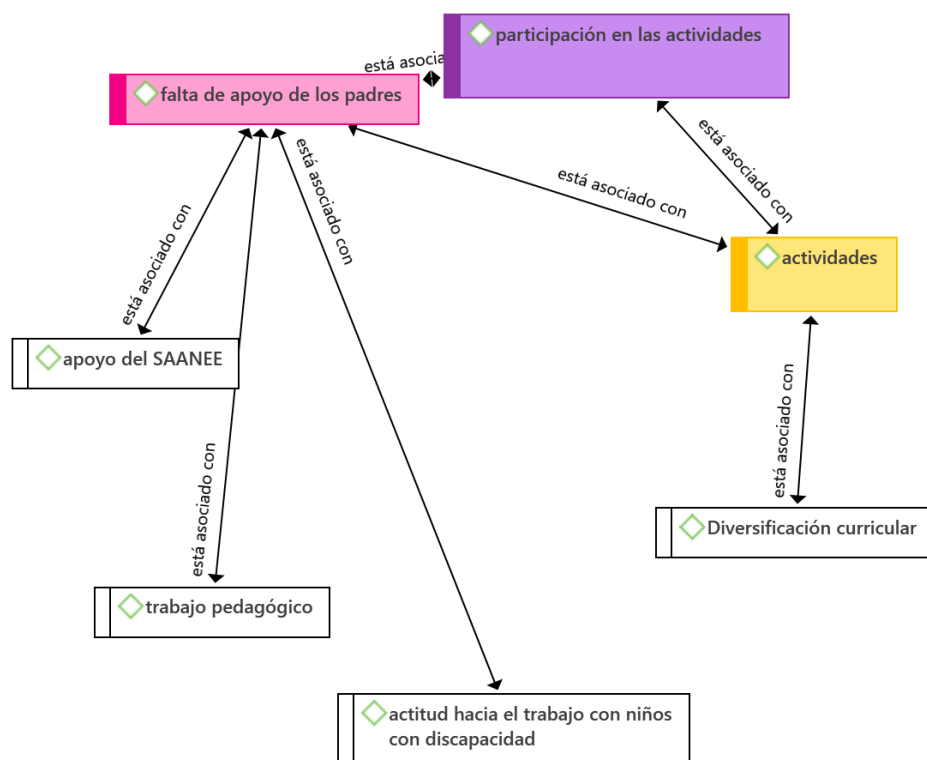 participación en las actividades
está asocia
falta de apoyo de los padres
está asociado con
está asociado con
está asociado con
está asociado con
actividades
apoyo del SAANEE
está asociado con
está asociado con
Diversificación curricular
trabajo pedagógico
actitud hacia el trabajo con niños
con discapacidad